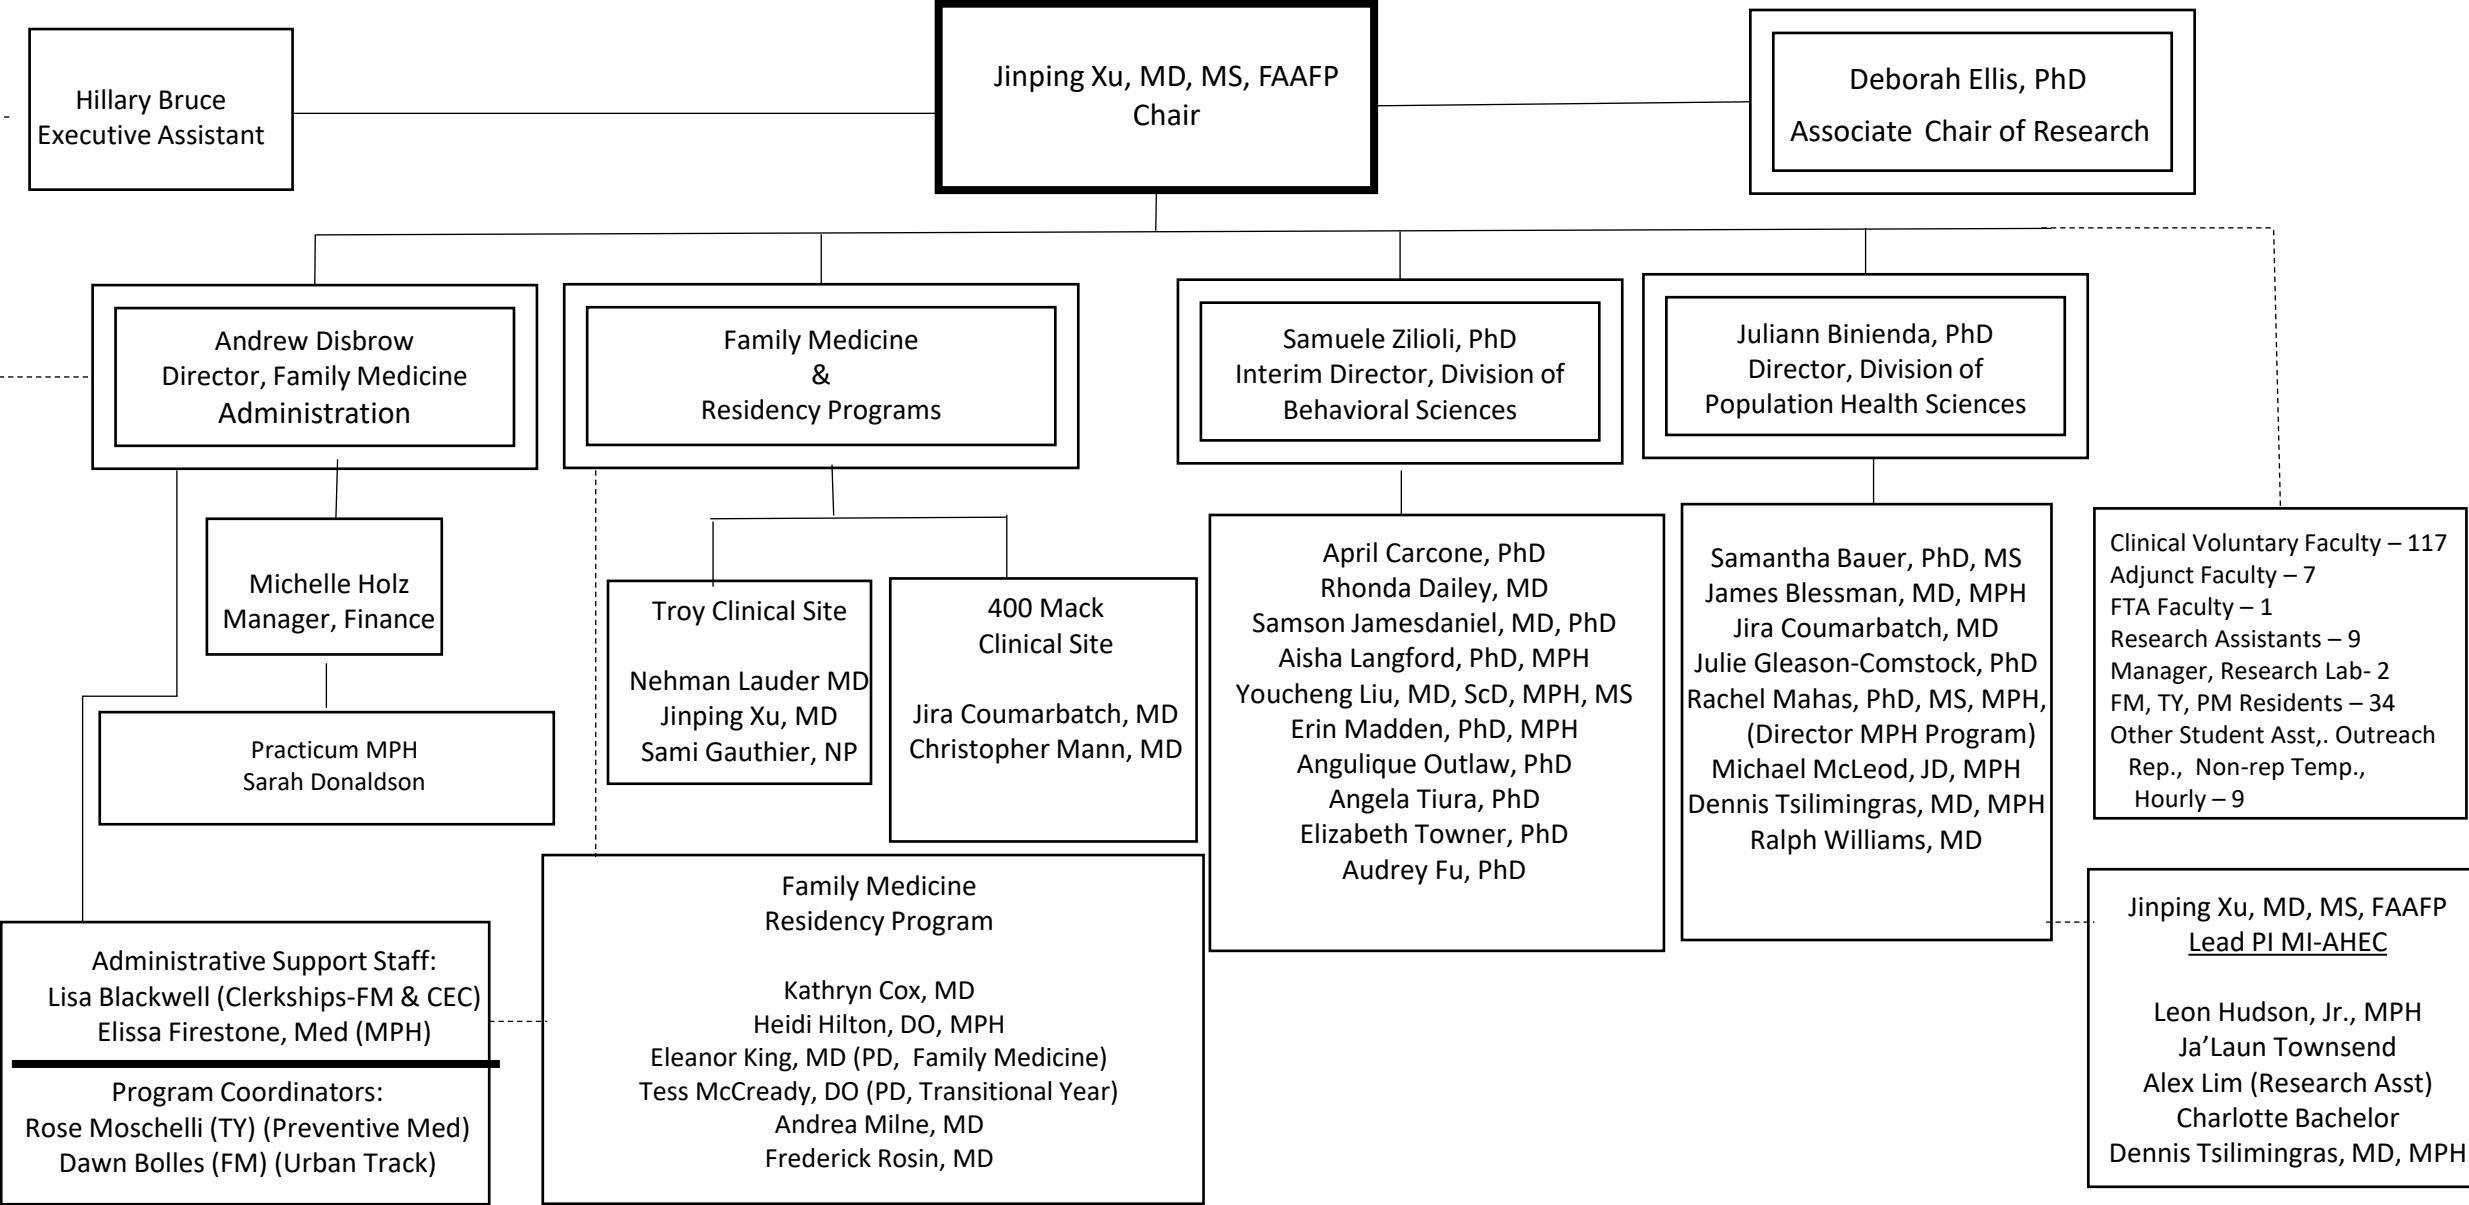 Hillary Bruce
Executive Assistant
Jinping Xu, MD, MS, FAAFP
Chair
Deborah Ellis, PhD
Associate Chair of Research
Andrew Disbrow
Director, Family Medicine
Administration
Family Medicine
&
Residency Programs
Samuele Zilioli, PhD
Interim Director, Division of
Behavioral Sciences
Juliann Binienda, PhD
Director, Division of
Population Health Sciences
Michelle Holz
Manager, Finance
Practicum MPH
Sarah Donaldson
Troy Clinical Site
Nehman Lauder MD
Jinping Xu, MD
Sami Gauthier, NP
400 Mack
Clinical Site
Jira Coumarbatch, MD
Christopher Mann, MD
April Carcone, PhD
Rhonda Dailey, MD
Samson Jamesdaniel, MD, PhD
Aisha Langford, PhD, MPH
Youcheng Liu, MD, ScD, MPH, MS
Erin Madden, PhD, MPH
Angulique Outlaw, PhD
Angela Tiura, PhD
Elizabeth Towner, PhD
Audrey Fu, PhD
Samantha Bauer, PhD, MS
James Blessman, MD, MPH
Jira Coumarbatch, MD
Julie Gleason-Comstock, PhD
Rachel Mahas, PhD, MS, MPH,
(Director MPH Program)
Michael McLeod, JD, MPH
Dennis Tsilimingras, MD, MPH
Ralph Williams, MD
Clinical Voluntary Faculty – 117
Adjunct Faculty – 7
FTA Faculty – 1
Research Assistants – 9
Manager, Research Lab- 2
FM, TY, PM Residents – 34
Other Student Asst,. Outreach
Rep., Non-rep Temp.,
Hourly – 9
Administrative Support Staff:
Lisa Blackwell (Clerkships-FM & CEC)
Elissa Firestone, Med (MPH)
Program Coordinators:
Rose Moschelli (TY) (Preventive Med)
Dawn Bolles (FM) (Urban Track)
Family Medicine
Residency Program
Kathryn Cox, MD
Heidi Hilton, DO, MPH
Eleanor King, MD (PD, Family Medicine)
Tess McCready, DO (PD, Transitional Year)
Andrea Milne, MD
Frederick Rosin, MD
Jinping Xu, MD, MS, FAAFP
Lead PI MI-AHEC
Leon Hudson, Jr., MPH
Ja’Laun Townsend
Alex Lim (Research Asst)
Charlotte Bachelor
Dennis Tsilimingras, MD, MPH